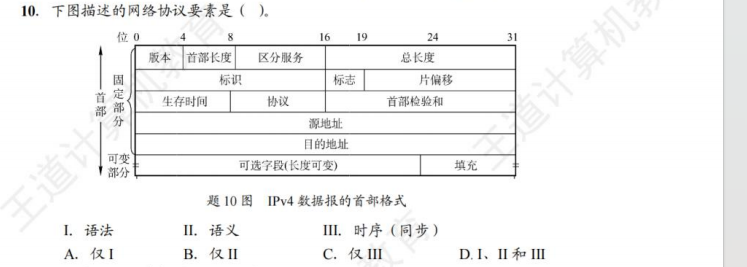 10. 下图描述的网络协议要素是（ ）。
位 0 4 8 16 19 24 31
版本 首部长度 区分服务 总长度
标识 标志 片偏移
生存时间 协议 首部检验和
源地址
目的地址
可选字段(长度可变) 填充
首部
固定部分
可变部分
题 10 图 IPv4 数据报的首部格式
I. 语法 II. 语义 III. 时序（同步）
A. 仅 I B. 仅 II C. 仅 III D. I、II 和 III
王道计算机教育
王道计算机教
教育